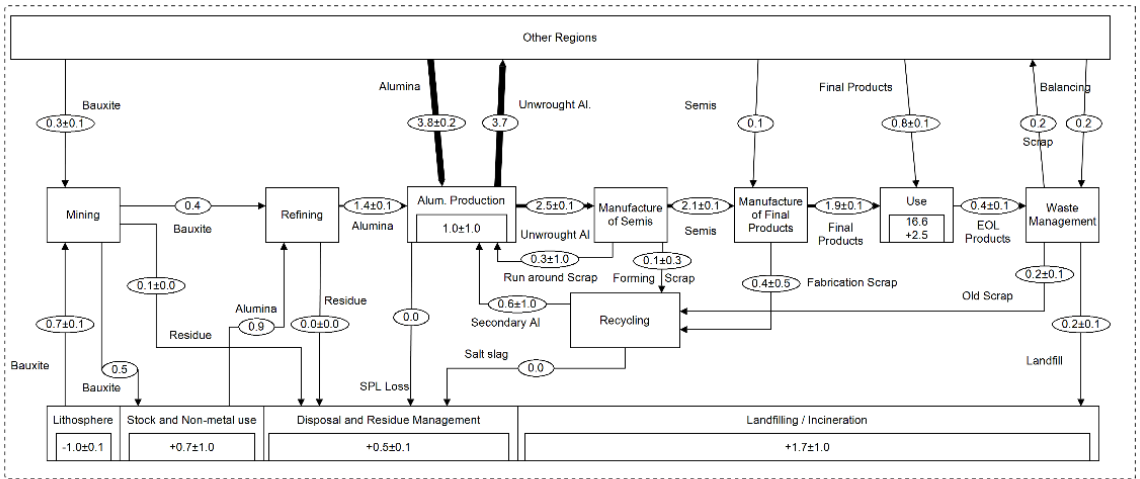 Other Regions
Bauxite
Alumina
Unwrought Al.
Semis
Final Products
Balancing
0.3±0.1
3.8±0.2
3.7
0.1
0.8±0.1
0.2
0.2
Scrap
Mining
0.4
Bauxite
Refining
1.4±0.1
Alumina
Alum. Production
1.0±1.0
2.5±0.1
Unwrought Al
Manufacture
of Semis
2.1±0.1
Semis
Manufacture
of Final
Products
1.9±0.1
Final
Products
Use
16.6
+2.5
0.4±0.1
EOL
Products
Waste
Management
0.3±1.0
Run around Scrap
0.1±0.3
Forming Scrap
0.4±0.5
Fabrication Scrap
0.2±0.1
Old Scrap
0.1±0.0
Alumina
0.9
Residue
0.0±0.0
0.0
0.6±1.0
Secondary Al
Recycling
0.2±0.1
Landfill
0.7±0.1
Bauxite
Residue
0.5
Bauxite
SPL Loss
Salt slag
0.0
Lithosphere
-1.0±0.1
Stock and Non-metal use
+0.7±1.0
Disposal and Residue Management
+0.5±0.1
Landfilling / Incineration
+1.7±1.0